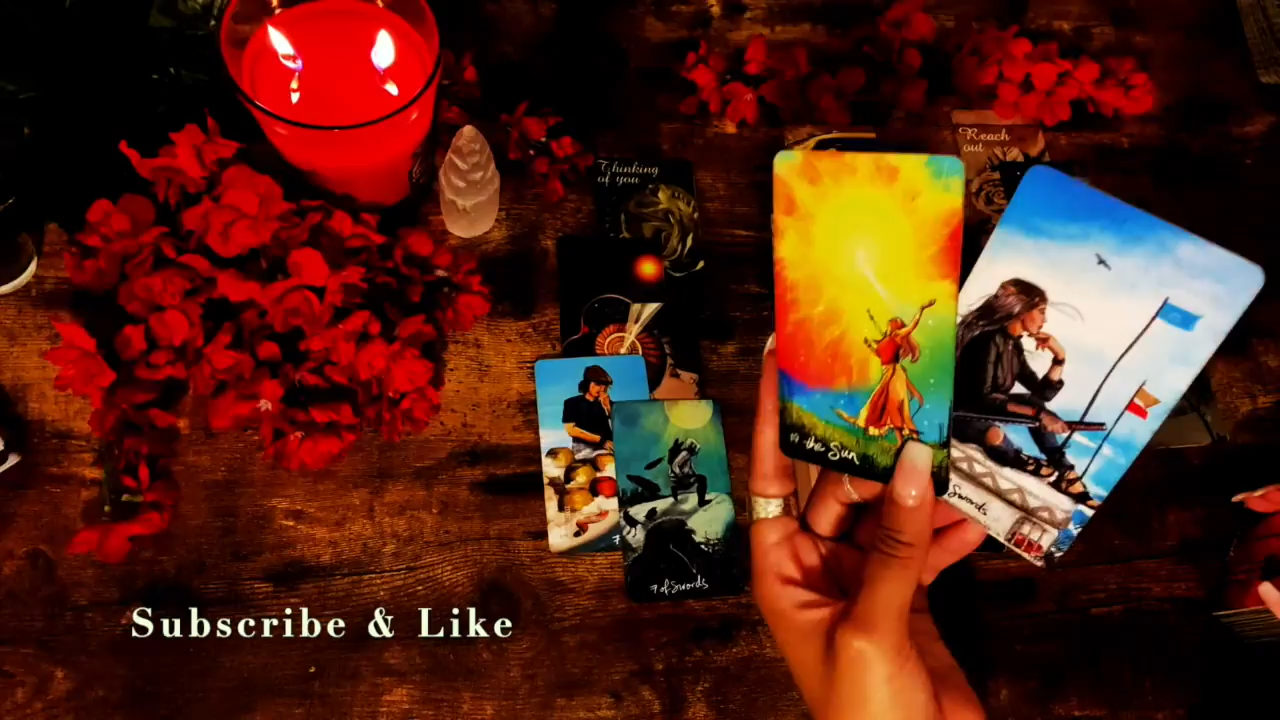 Thinking
of you
Reach
out
19 the Sun
Swords
7
7 of Swords
Subscribe & Like